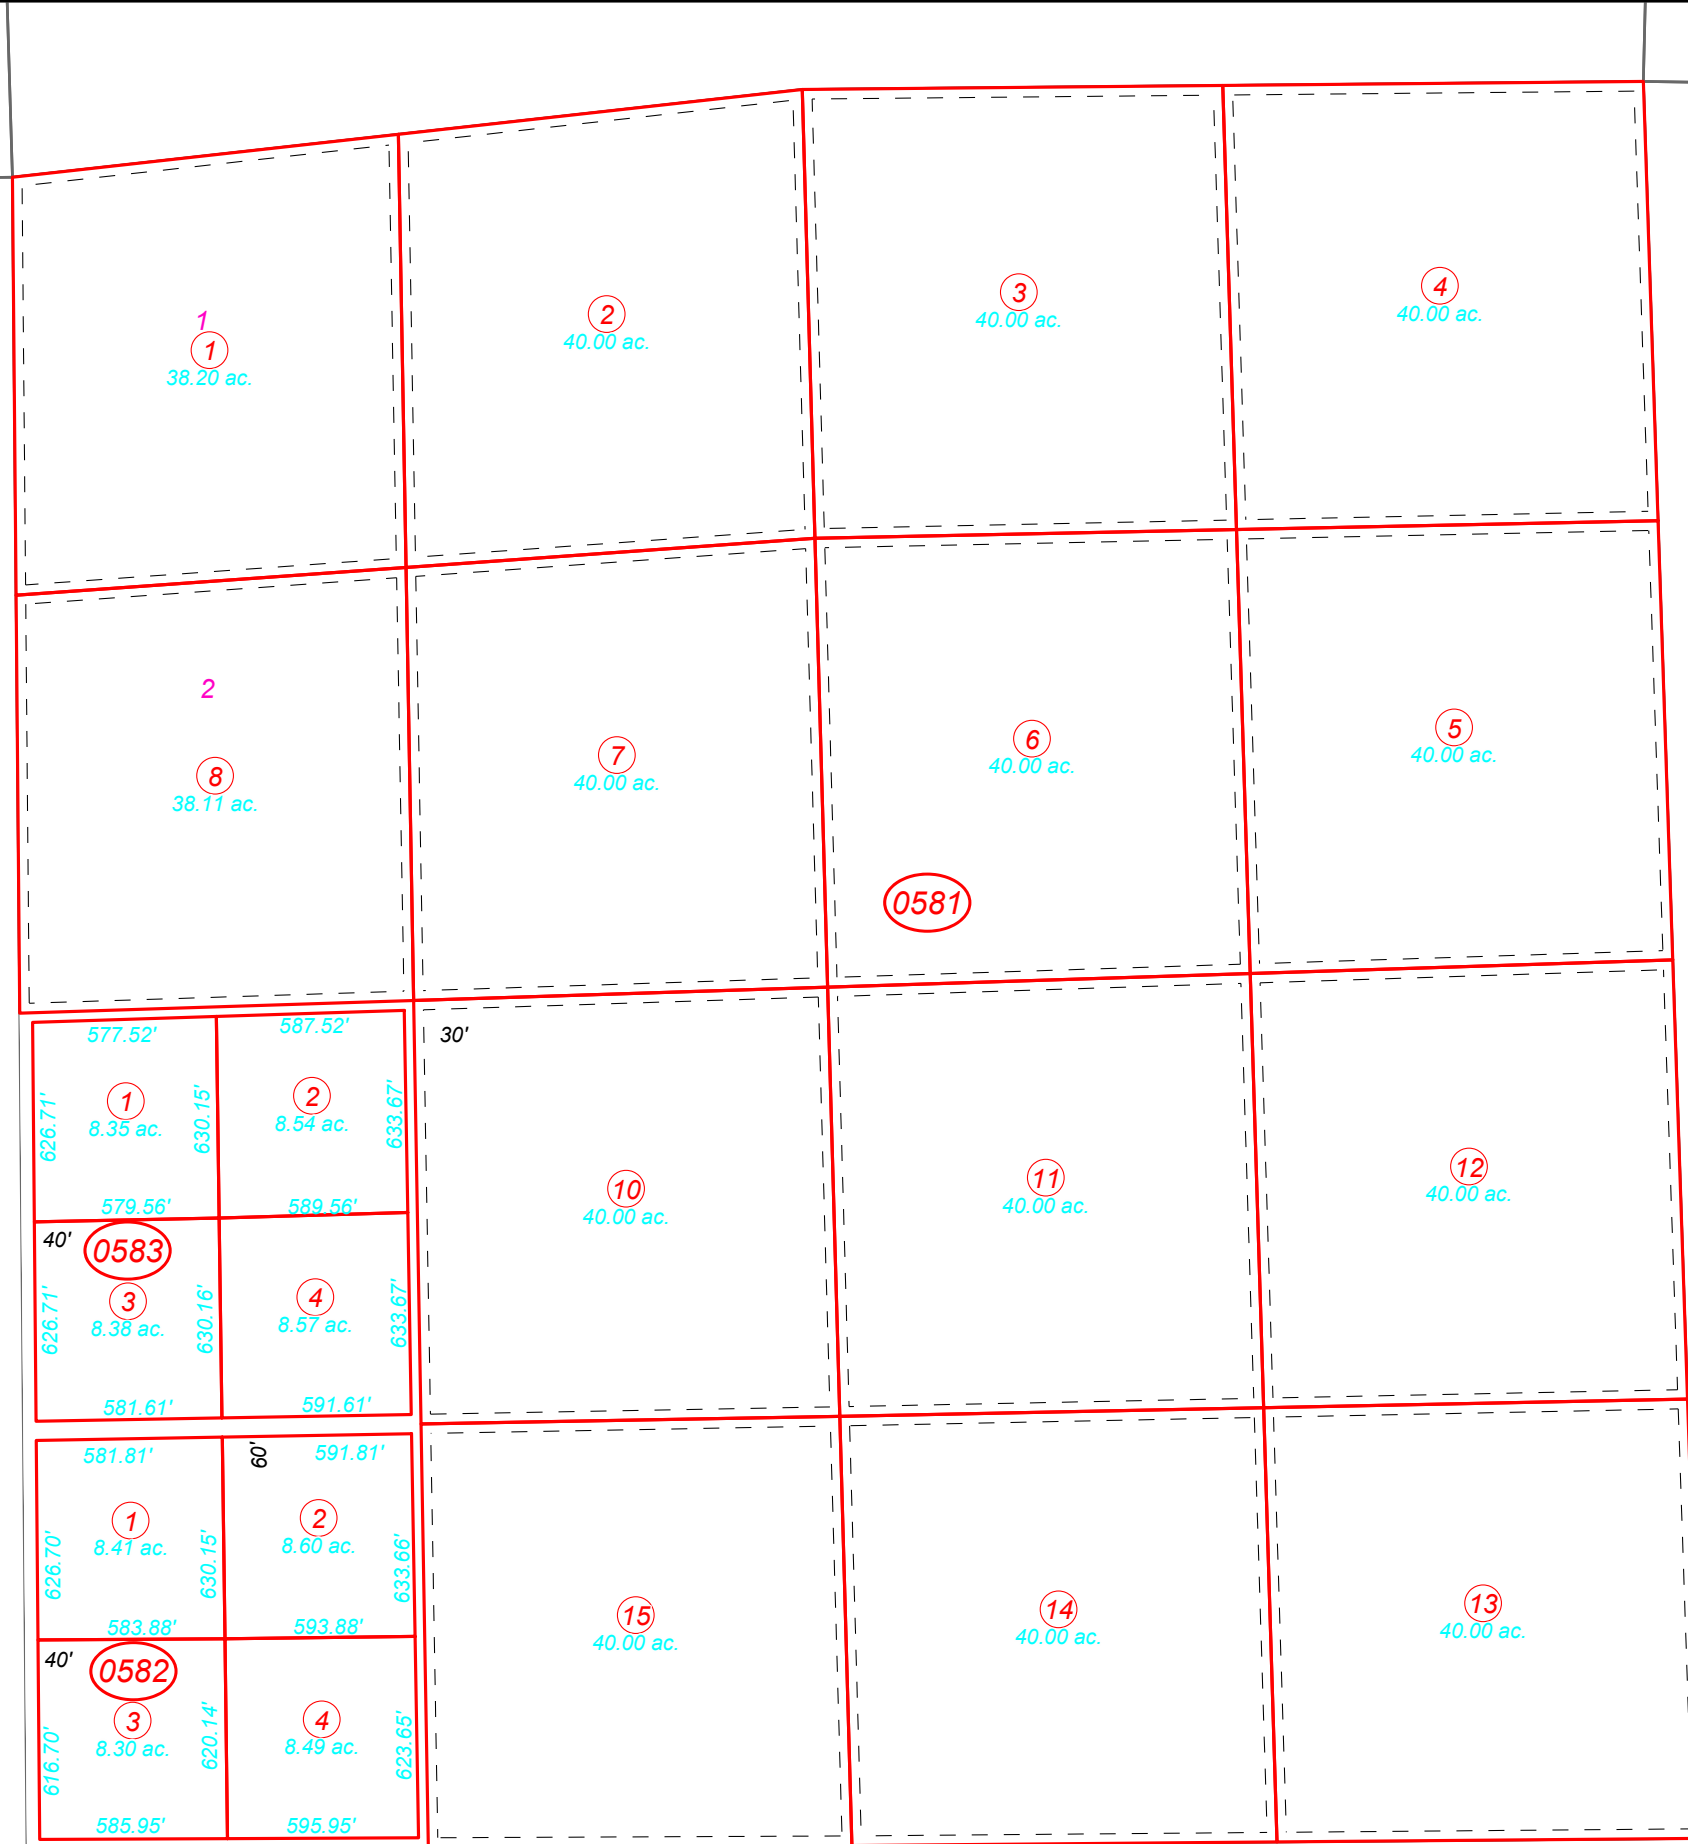 1
1
38.20 ac.
2
40.00 ac.
3
40.00 ac.
4
40.00 ac.
2
8
38.11 ac.
7
40.00 ac.
6
40.00 ac.
5
40.00 ac.
0581
577.52'
587.52'
626.71'
1
8.35 ac.
630.15'
2
8.54 ac.
633.67'
579.56'
589.56'
30'
10
40.00 ac.
11
40.00 ac.
12
40.00 ac.
40'
0583
626.71'
3
8.38 ac.
630.16'
4
8.57 ac.
633.67'
581.61'
591.61'
581.81'
60'
591.81'
626.70'
1
8.41 ac.
630.15'
2
8.60 ac.
633.66'
583.88'
593.88'
15
40.00 ac.
14
40.00 ac.
13
40.00 ac.
40'
0582
616.70'
3
8.30 ac.
620.14'
4
8.49 ac.
623.65'
585.95'
595.95'